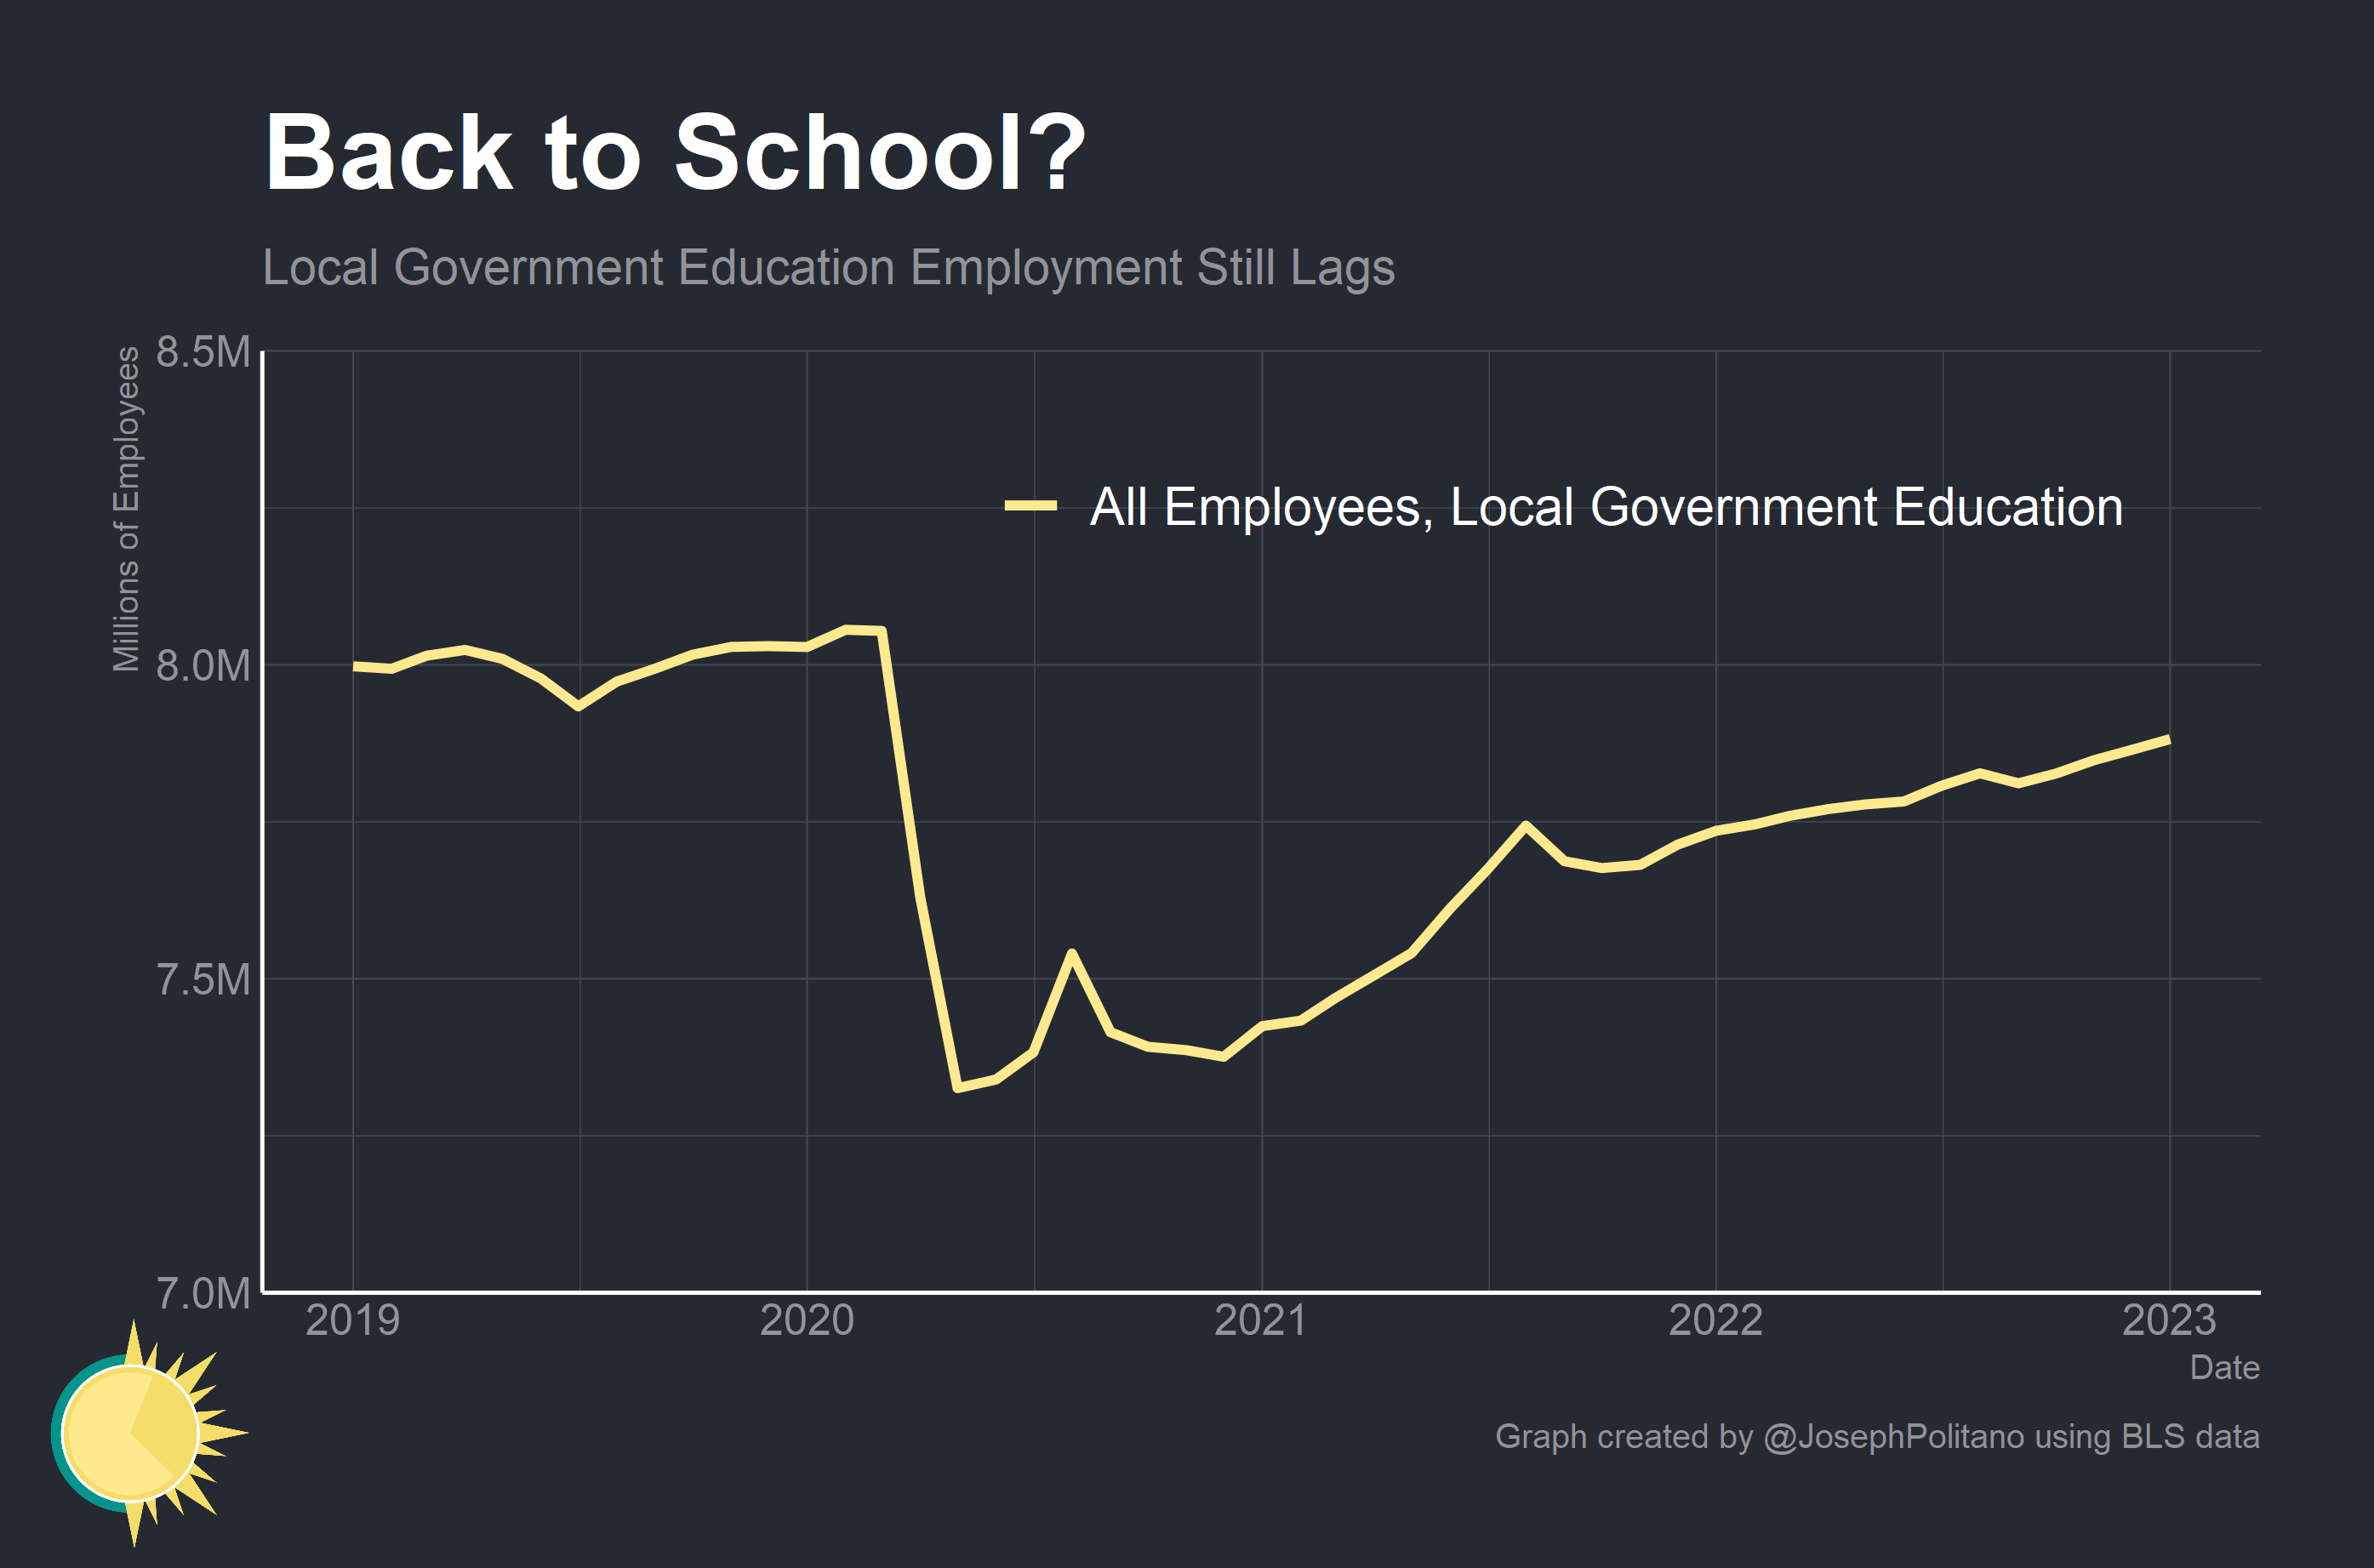 Back to School?
Local Government Education Employment Still Lags
Millions of Employees
8.5M
8.0M
7.5M
7.0M
All Employees, Local Government Education
2019
2020
2021
2022
2023
Date
Graph created by @JosephPolitano using BLS data